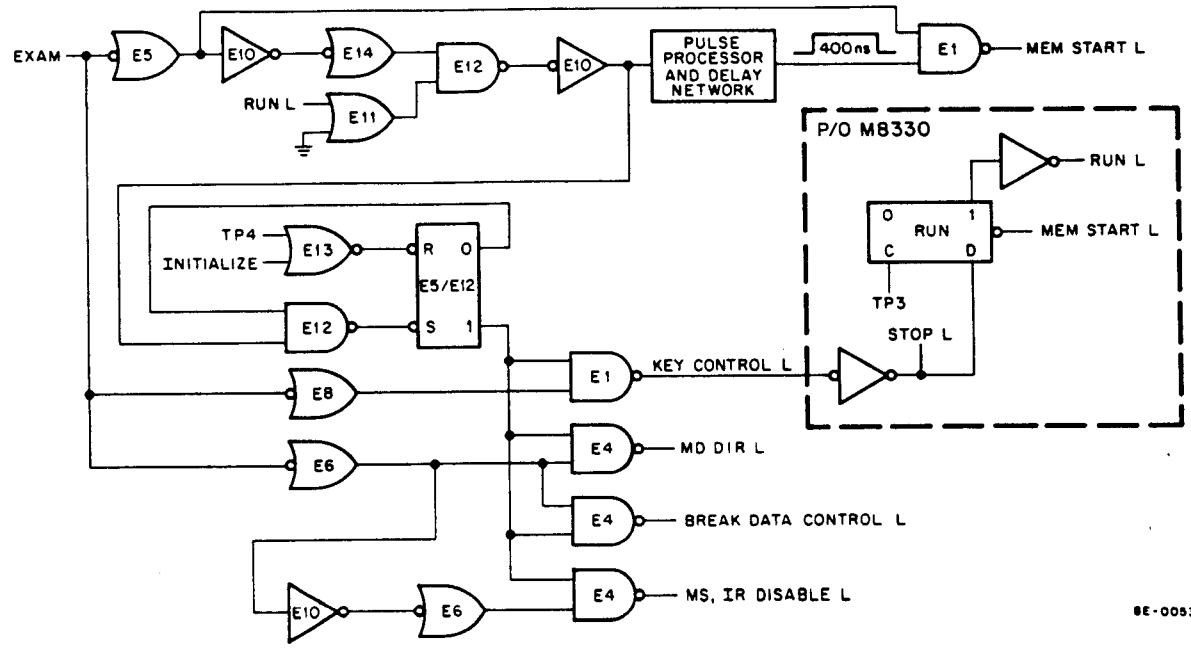 EXAM
E5
E10
E14
E12
E10
RUN L
E11
PULSE
PROCESSOR
AND DELAY
NETWORK
400ns
E1
MEM START L
P/O M8330
RUN L
0 1
RUN
C D
MEM START L
TP3
STOP L
TP4
INITIALIZE
E13
R 0
E5/E12
S 1
E12
E8
E1
KEY CONTROL L
E6
E4
MD DIR L
E4
BREAK DATA CONTROL L
E10
E6
E4
MS, IR DISABLE L